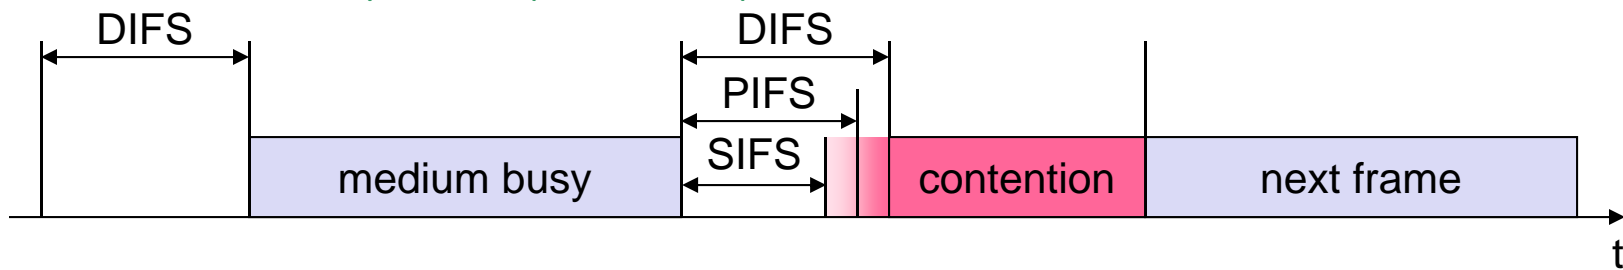 DIFS
DIFS
PIFS
SIFS
medium busy
contention
next frame
t